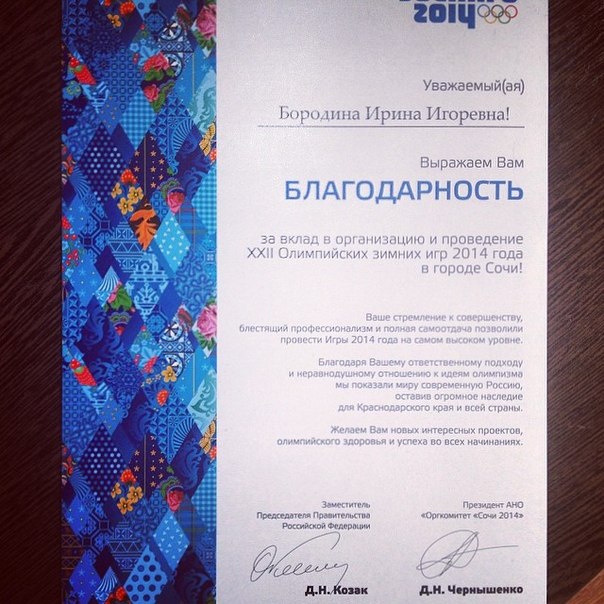 2014
Уважаемый(ая)
Бородина Ирина Игоревна!
Выражаем Вам
БЛАГОДАРНОСТЬ
за вклад в организацию и проведение
XXII Олимпийских зимних игр 2014 года
в городе Сочи!
Ваше стремление к совершенству,
блестящий профессионализм и полная самоотдача позволили
провести Игры 2014 года на самом высоком уровне.
Благодаря Вашему ответственному подходу
и неравнодушному отношению к идеям олимпизма
мы показали миру современную Россию,
оставив огромное наследие
для Краснодарского края и всей страны.
Желаем Вам новых интересных проектов,
олимпийского здоровья и успеха во всех начинаниях.
Заместитель
Председателя Правительства
Российской Федерации
Д.Н. Козак
Президент АНО
«Оргкомитет «Сочи 2014»
Д.Н. Чернышенко